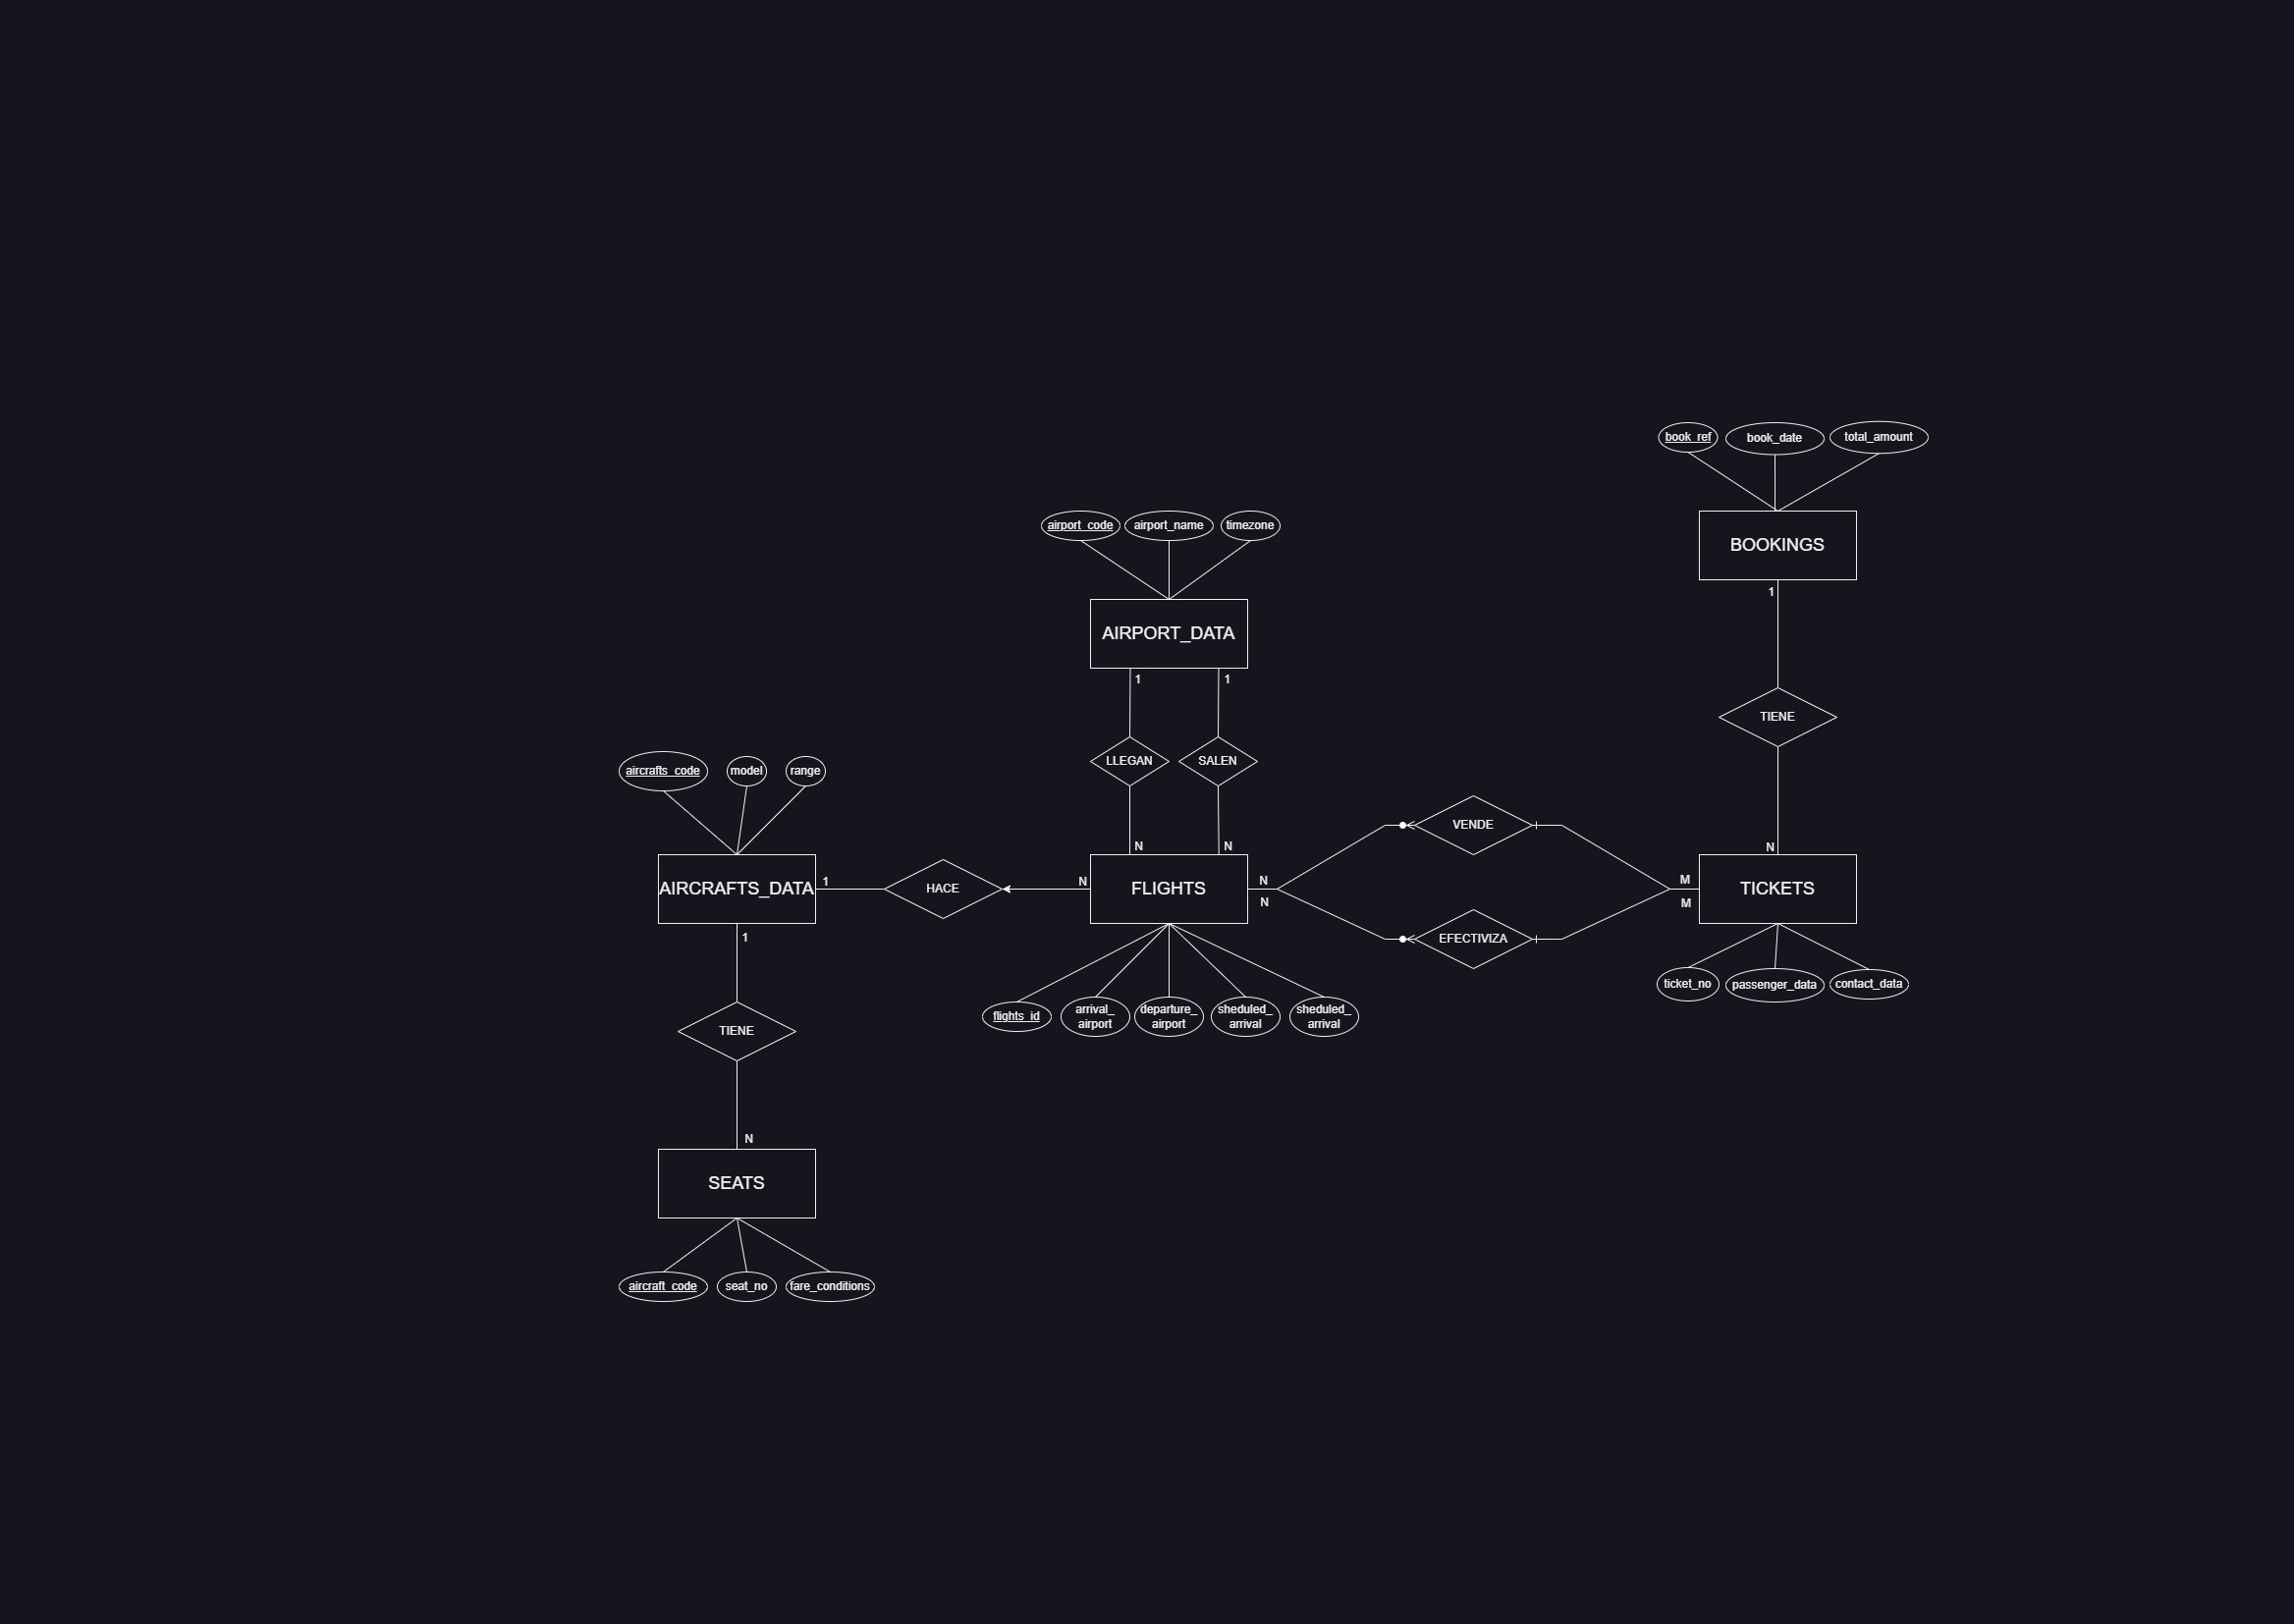 book_ref
book_date
total_amount
BOOKINGS
1
TIENE
N
airport_code
airport_name
timezone
AIRPORT_DATA
1
1
LLEGAN
SALEN
N
N
aircrafts_code
model
range
AIRCRAFTS_DATA
1
HACE
N
FLIGHTS
N
N
VENDE
EFECTIVIZA
M
M
TICKETS
ticket_no
passenger_data
contact_data
flights_id
arrival_
airport
departure_
airport
sheduled_
arrival
sheduled_
arrival
1
TIENE
N
SEATS
aircraft_code
seat_no
fare_conditions